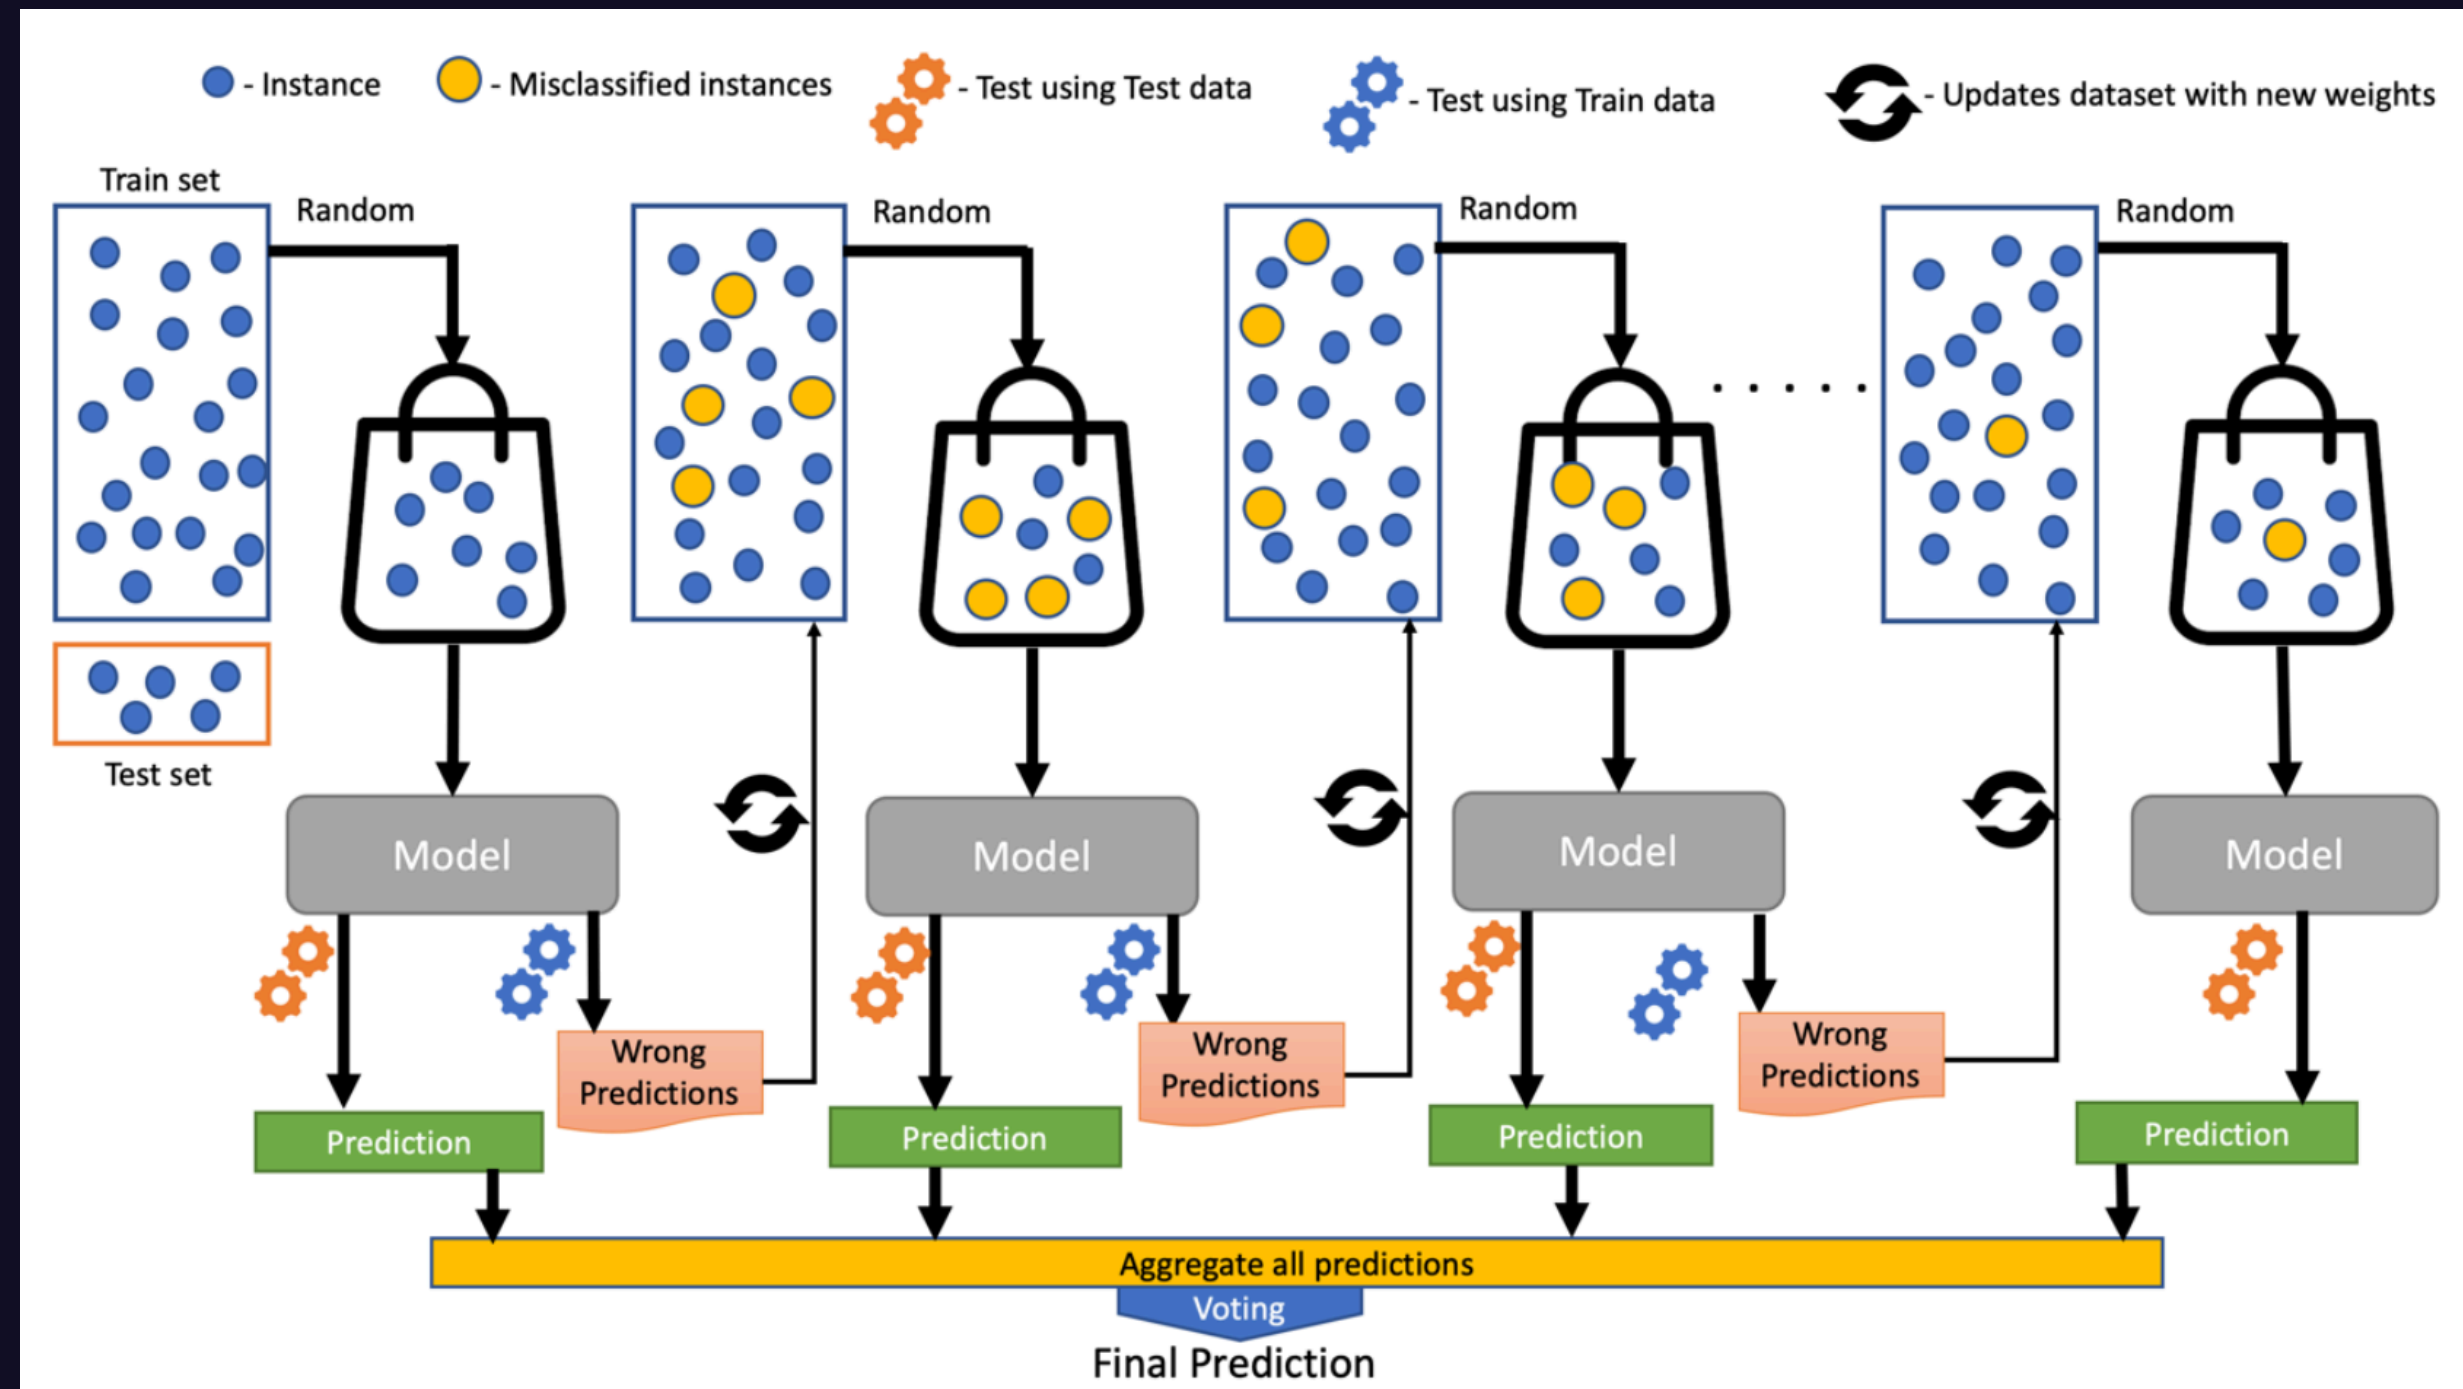 - Instance
- Misclassified instances
- Test using Test data
- Test using Train data
- Updates dataset with new weights
Train set
Random
Random
Random
Random
Test set
Model
Model
Model
Model
Wrong
Predictions
Wrong
Predictions
Wrong
Predictions
Prediction
Prediction
Prediction
Prediction
Aggregate all predictions
Voting
Final Prediction